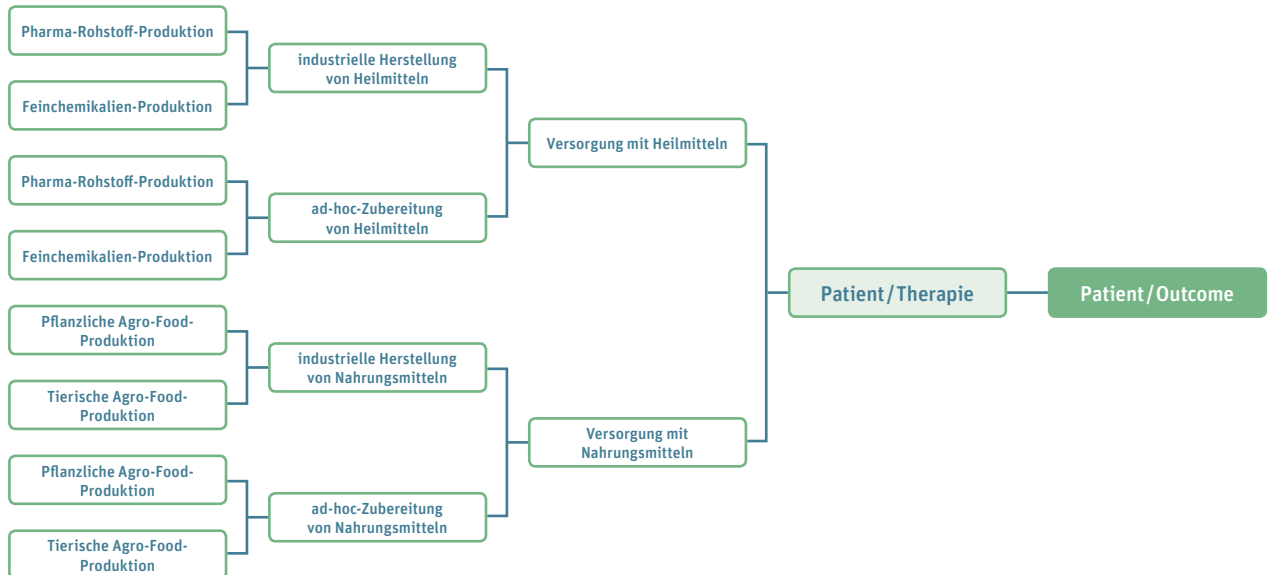 Pharma-Rohstoff-Produktion
Feinchemikalien-Produktion
Pharma-Rohstoff-Produktion
Feinchemikalien-Produktion
Pflanzliche Agro-Food-
Produktion
Tierische Agro-Food-
Produktion
Pflanzliche Agro-Food-
Produktion
Tierische Agro-Food-
Produktion
industrielle Herstellung
von Heilmitteln
ad-hoc-Zubereitung
von Heilmitteln
industrielle Herstellung
von Nahrungsmitteln
ad-hoc-Zubereitung
von Nahrungsmitteln
Versorgung mit Heilmitteln
Versorgung mit
Nahrungsmitteln
Patient/Therapie
Patient/Outcome